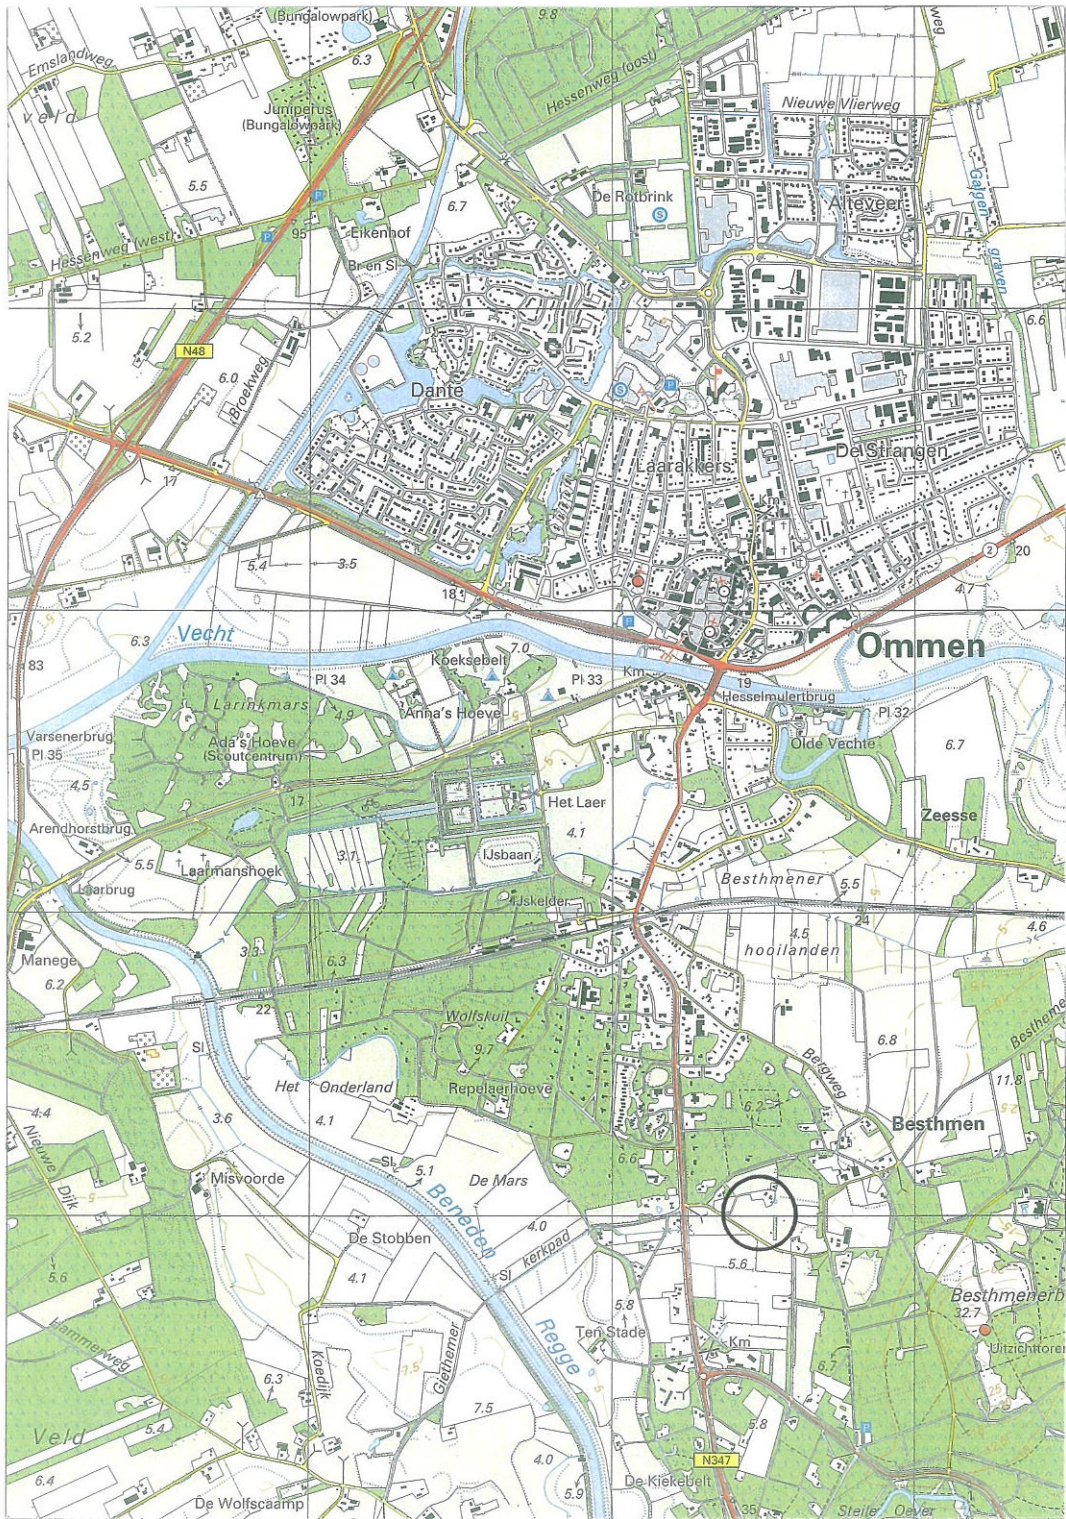 (Bungalowpark)
9.8
weg
Emslandweg
6.3
Hessenweg (oost)
veld
Juniperus
(Bungalowpark)
Nieuwe Vlierweg
5.5
De Rotbrink
Galgen
6.7
S
Alteveer
P
95
Eikenhof
Hessenweg (west)
P
Br en Sl
graven
5.2
6.6
N48
6.0
Broekweg
Dante
S
P
De Strangen
Laarakkers
17
Km
5.4
3.5
2
20
18
4.7
P
Vecht
6.3
Ommen
Koeksebelt
7.0
83
Pl 34
Pl 33
Km
19
Larinkmars
4.9
Hesselmulertbrug
Anna's Hoeve
Pl 32
Varsenerbrug
Ada's Hoeve
(Scoutcentrum)
Olde Vechte
6.7
Pl 35
4.5
17
Het Laer
Zeesse
Arendhorstbrug
4.1
5.5
3.1
IJsbaan
Laarmanshoek
Besthmener
5.5
Laarbrug
IJskelder
24
4.6
4.5
hooilanden
Manege
3.3
6.3
6.2
22
Wolfskuil
6.8
Sl
9.7
Bergweg
Het Onderland
Repelaerhoeve
11.8
4.4
3.6
4.1
6.2
Besthmen
Nieuwe
Dijk
6.6
Sl
5.1
Misvoorde
De Mars
Beneden
4.0
De Stobben
kerkpad
5.6
5.6
4.1
Sl
Besthmenerb
5.8
32.7
Regge
Ten Stade
Km
Uitzichttoren
Hammerweg
Koedijk
7.5
Giethemer
6.7
6.3
25
7.5
5.8
5.4
Veld
P
4.0
N347
6.4
De Kiekebelt
5.9
De Wolfscaamp
35
Steile Oever
1